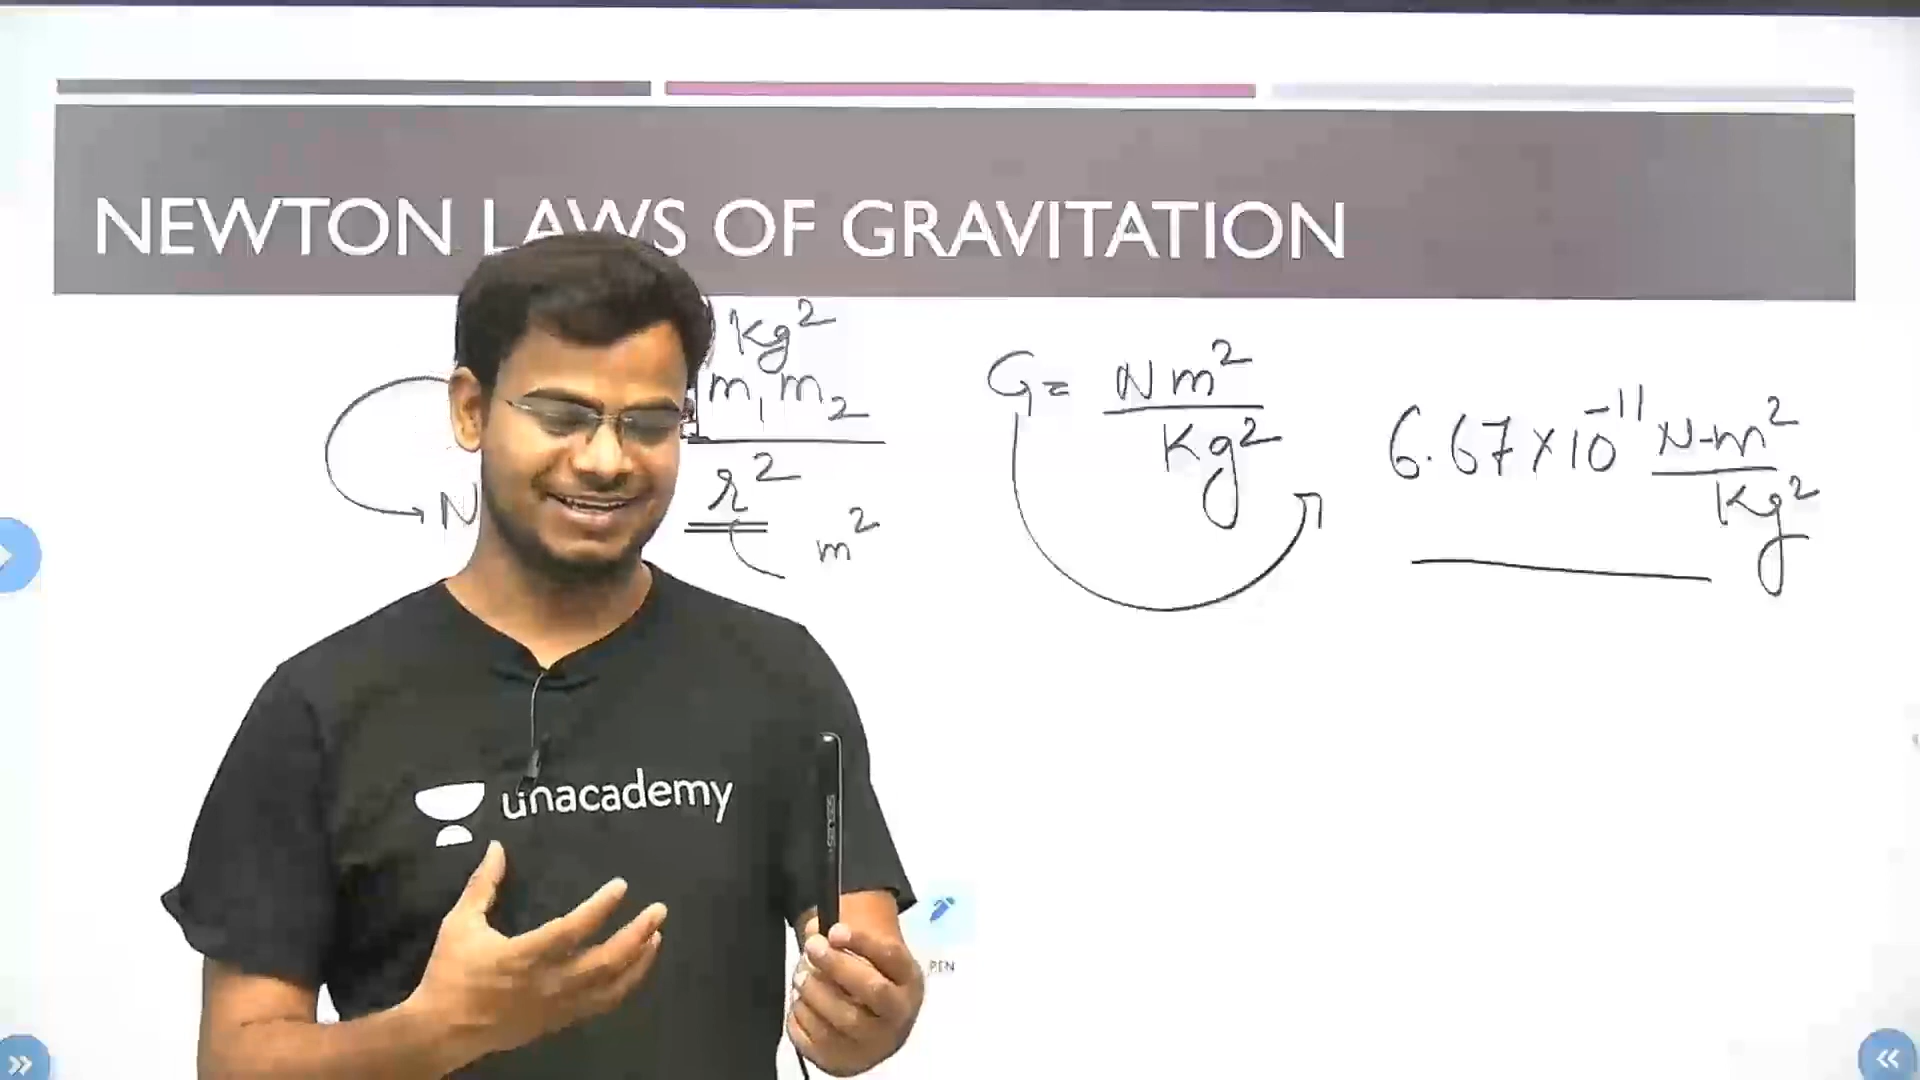 NEWTON LAWS OF GRAVITATION
Kg²
m₁m₂
r²
N
m²
G = Nm²
Kg²
6.67×10⁻¹¹ N-m²
Kg²
unacademy
PEN